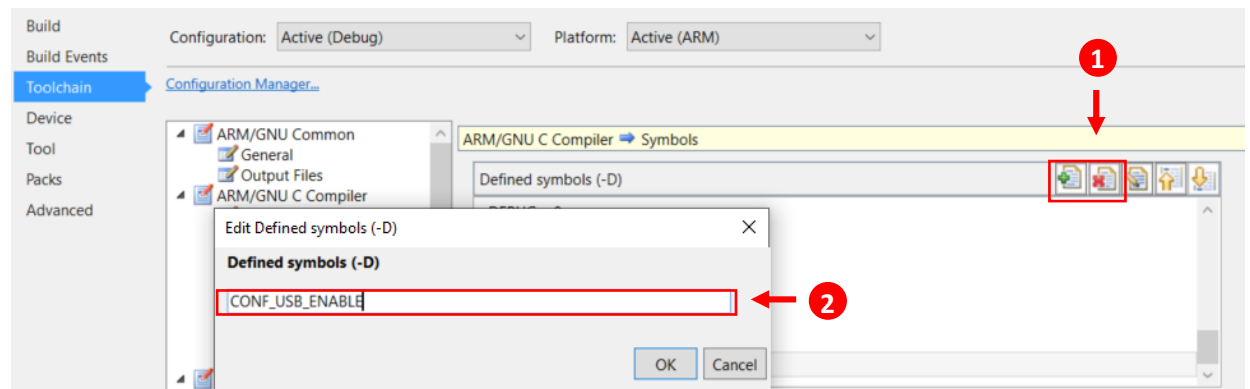 Build
Build Events
Toolchain
Device
Tool
Packs
Advanced
Configuration: Active (Debug) Platform: Active (ARM)
1
Configuration Manager...
ARM/GNU Common
General
Output Files
ARM/GNU C Compiler
ARM/GNU C Compiler Symbols
Defined symbols (-D)
Edit Defined symbols (-D)
Defined symbols (-D)
CONF_USB_ENABLE
2
OK Cancel